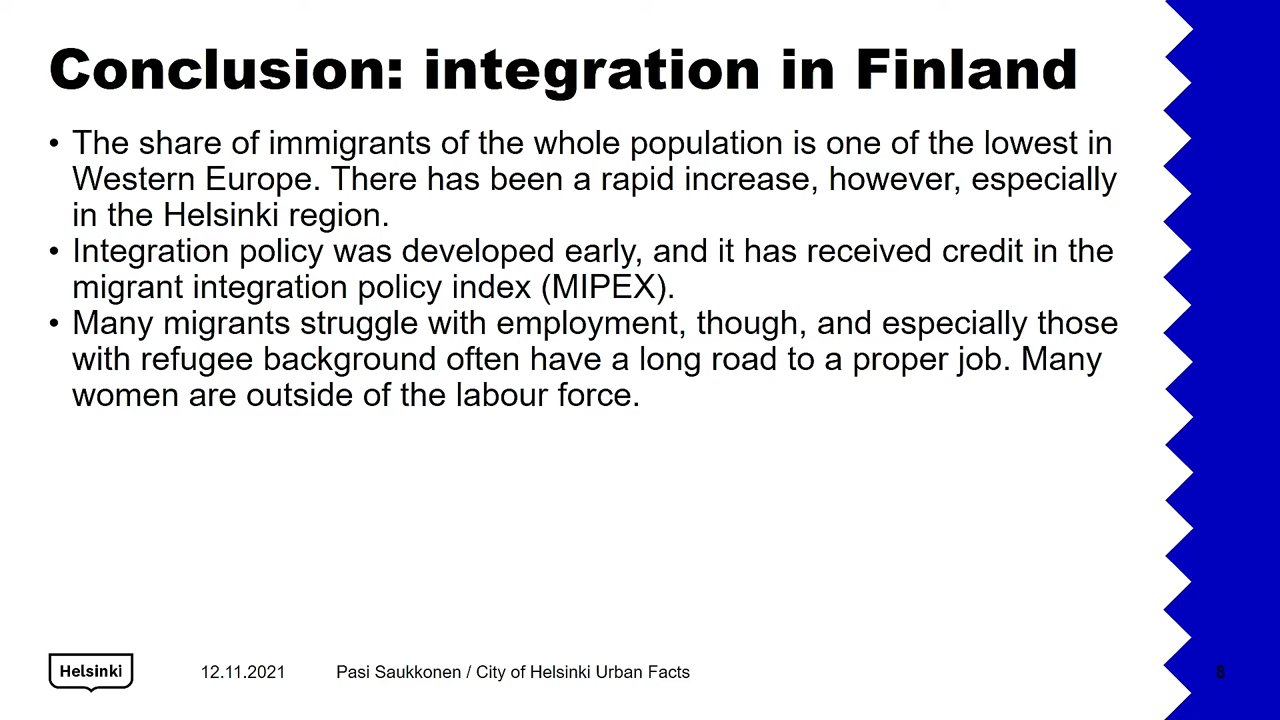 Conclusion: integration in Finland
• The share of immigrants of the whole population is one of the lowest in
Western Europe. There has been a rapid increase, however, especially
in the Helsinki region.
• Integration policy was developed early, and it has received credit in the
migrant integration policy index (MIPEX).
• Many migrants struggle with employment, though, and especially those
with refugee background often have a long road to a proper job. Many
women are outside of the labour force.
Helsinki 12.11.2021 Pasi Saukkonen / City of Helsinki Urban Facts 8